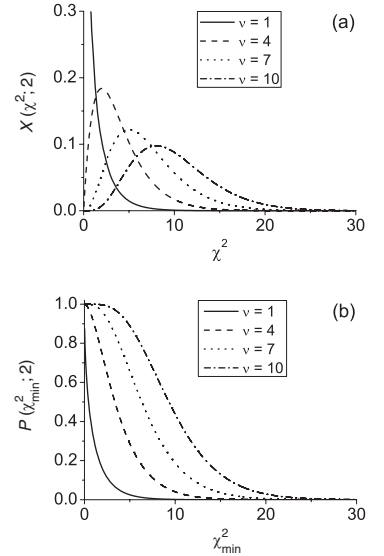 (a)
ν = 1
ν = 4
ν = 7
ν = 10
X (χ²; 2)
0.3
0.2
0.1
0.0
0 10 20 30
χ²
(b)
ν = 1
ν = 4
ν = 7
ν = 10
P (χ²min; 2)
1.0
0.8
0.6
0.4
0.2
0.0
0 10 20 30
χ²min